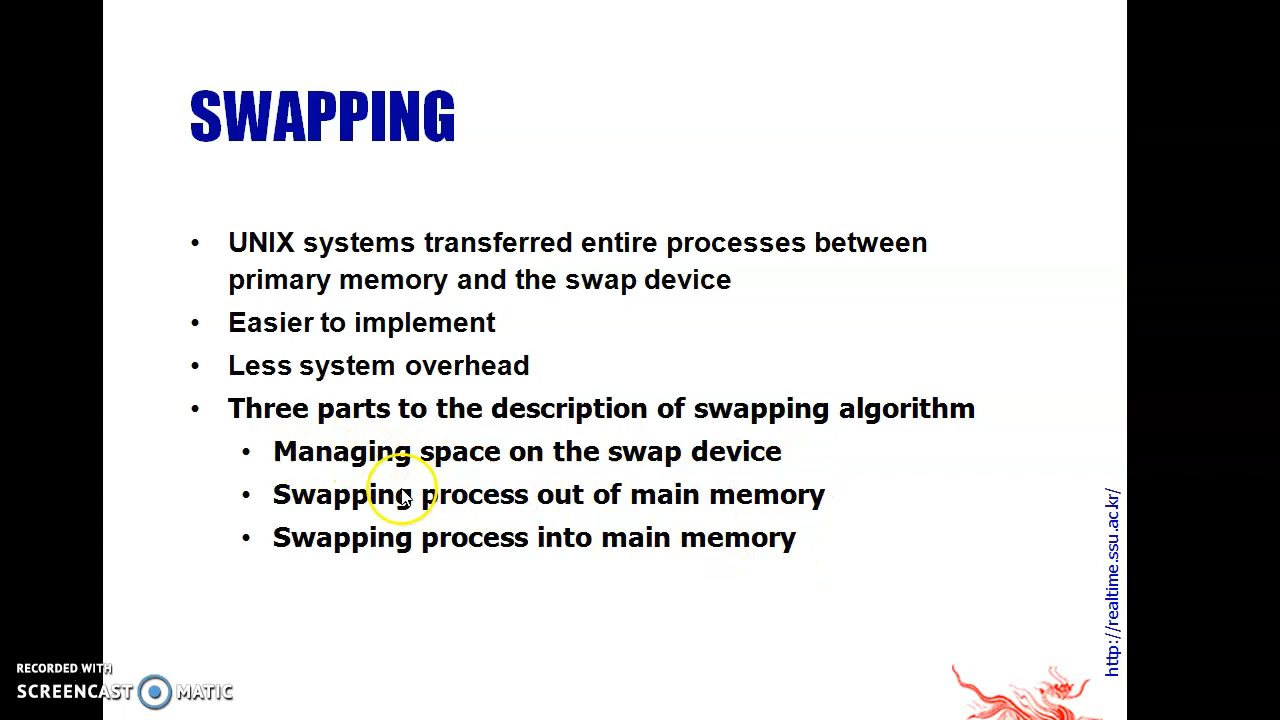 SWAPPING
• UNIX systems transferred entire processes between
primary memory and the swap device
• Easier to implement
• Less system overhead
• Three parts to the description of swapping algorithm
• Managing space on the swap device
• Swapping process out of main memory
• Swapping process into main memory
http://realtime.ssu.ac.kr/
RECORDED WITH
SCREENCAST MATIC